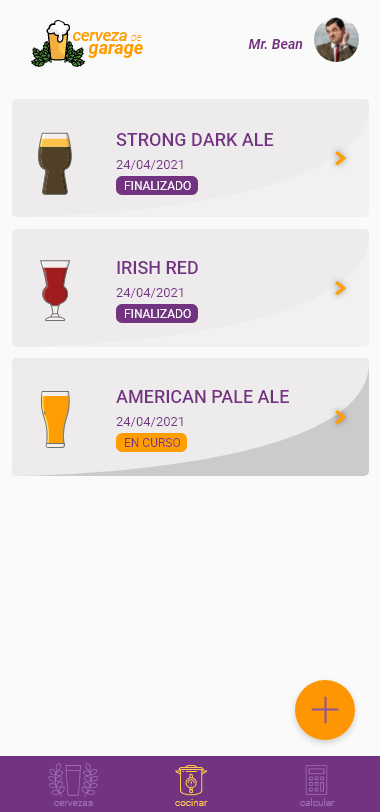 cerveza de
garage
Mr. Bean
STRONG DARK ALE
24/04/2021
FINALIZADO
IRISH RED
24/04/2021
FINALIZADO
AMERICAN PALE ALE
24/04/2021
EN CURSO
cervezas
cocinar
calcular